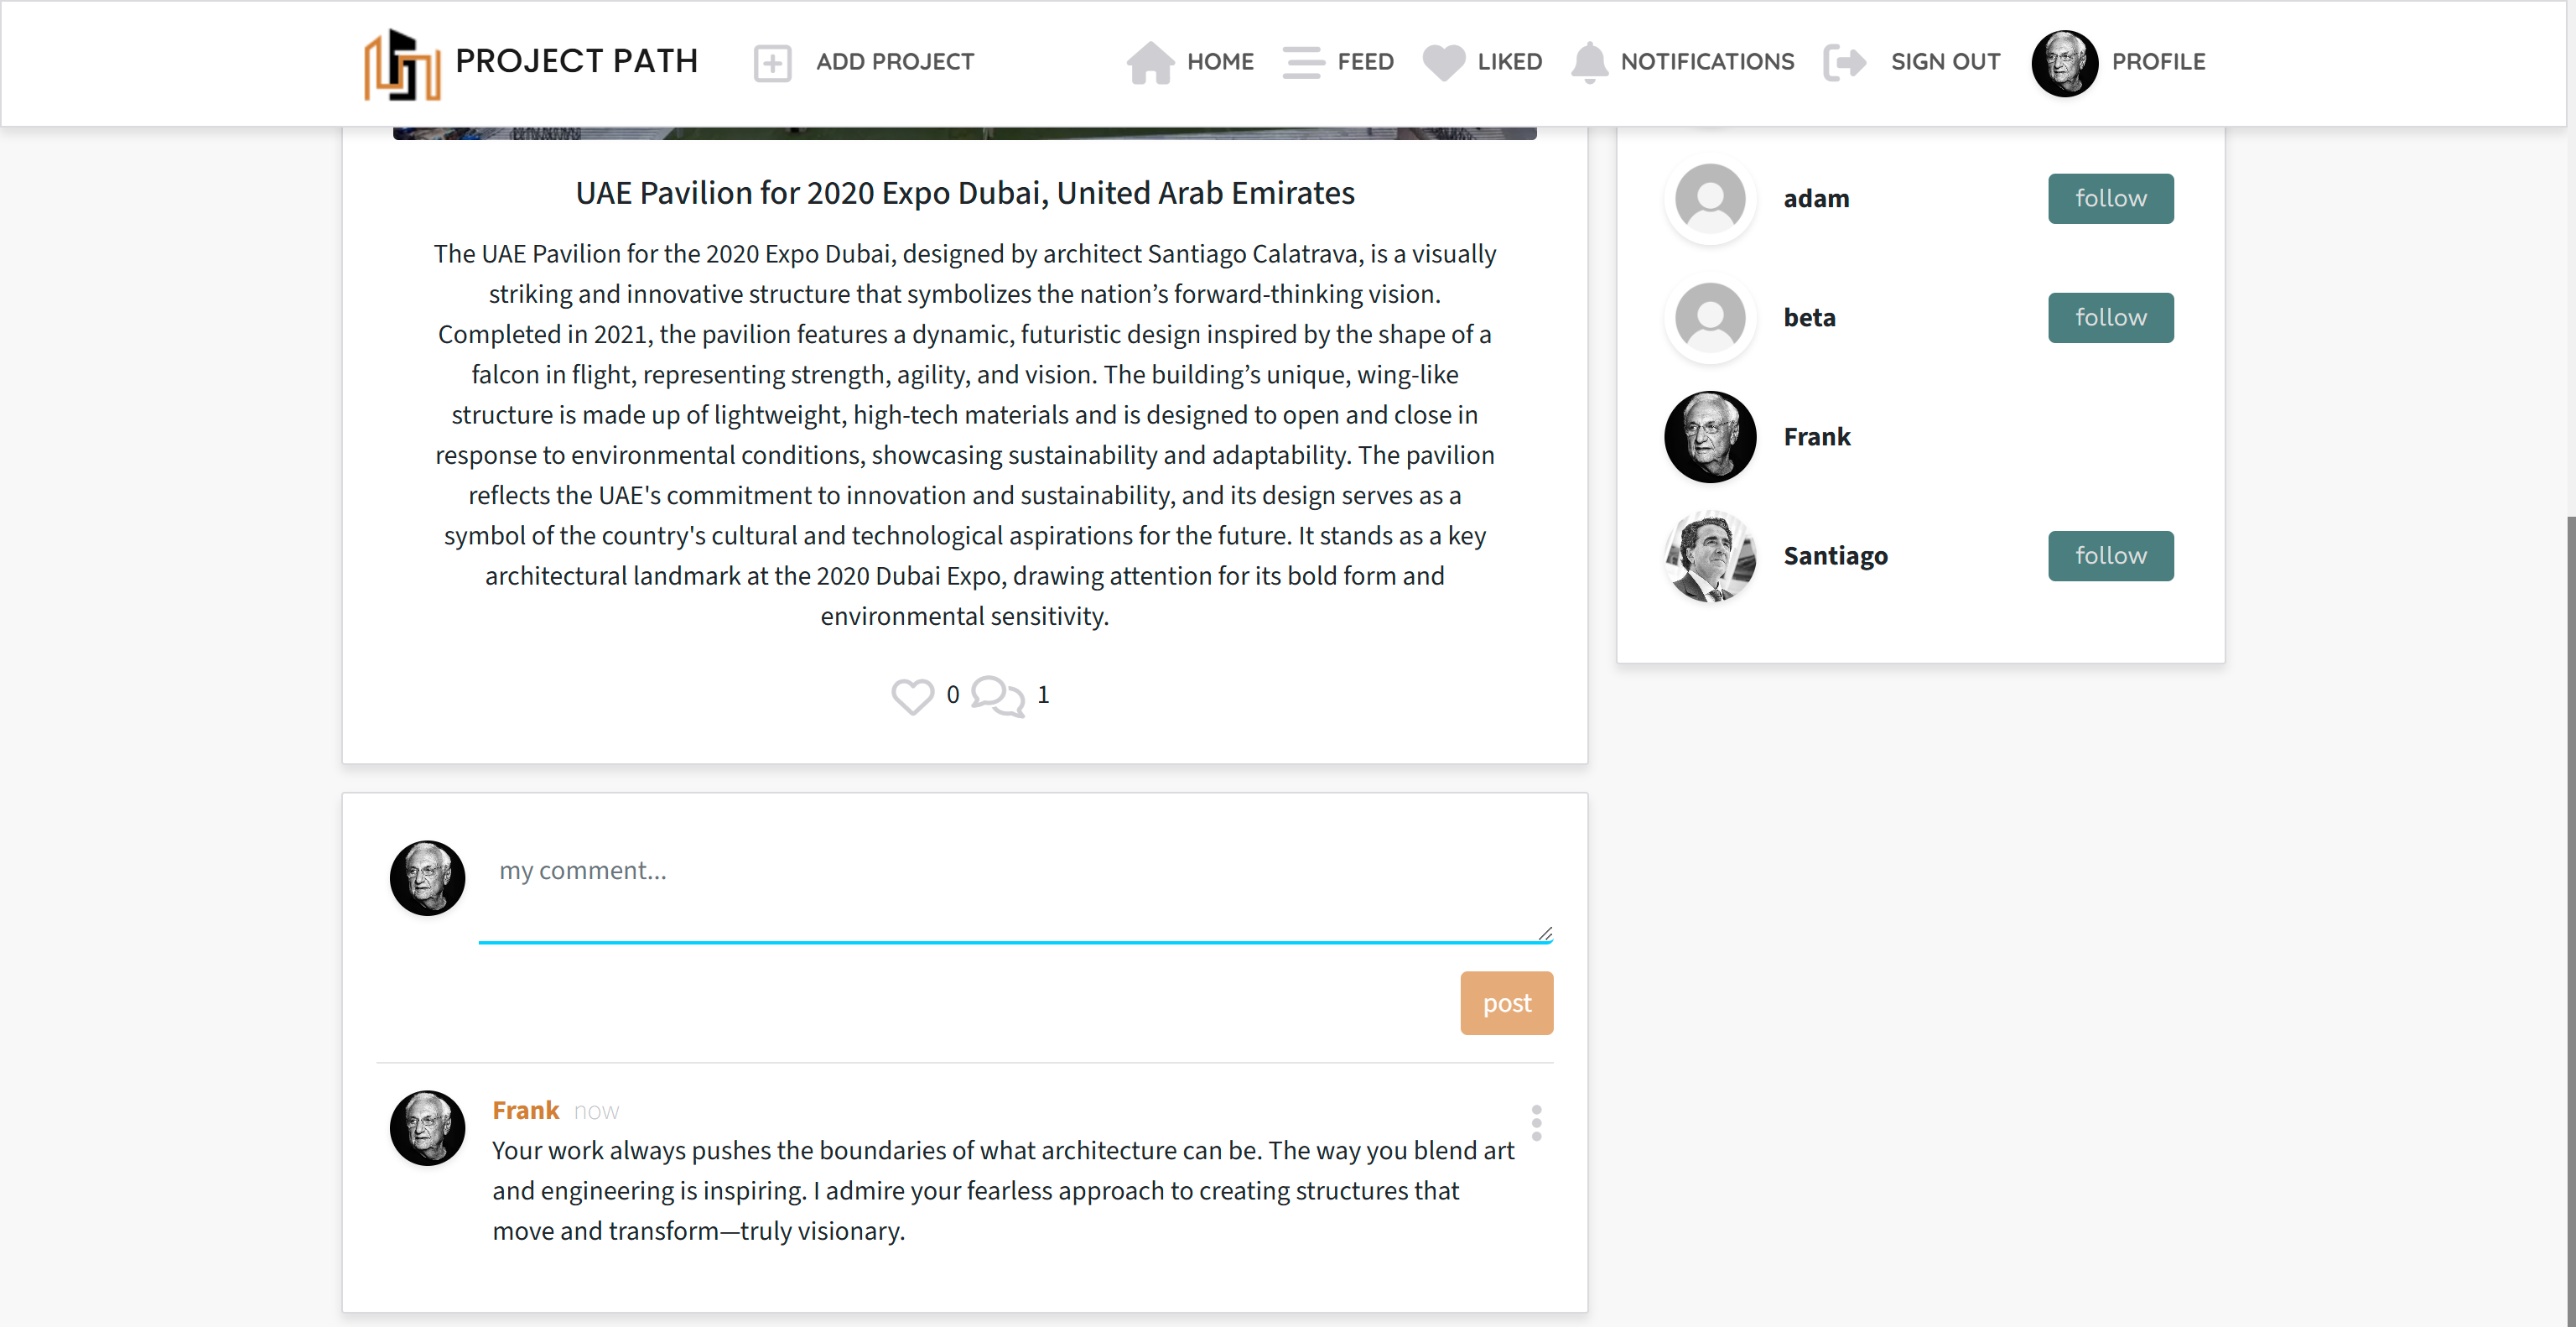 PROJECT PATH
ADD PROJECT
HOME
FEED
LIKED
NOTIFICATIONS
SIGN OUT
PROFILE
UAE Pavilion for 2020 Expo Dubai, United Arab Emirates
The UAE Pavilion for the 2020 Expo Dubai, designed by architect Santiago Calatrava, is a visually
striking and innovative structure that symbolizes the nation’s forward-thinking vision.
Completed in 2021, the pavilion features a dynamic, futuristic design inspired by the shape of a
falcon in flight, representing strength, agility, and vision. The building’s unique, wing-like
structure is made up of lightweight, high-tech materials and is designed to open and close in
response to environmental conditions, showcasing sustainability and adaptability. The pavilion
reflects the UAE's commitment to innovation and sustainability, and its design serves as a
symbol of the country's cultural and technological aspirations for the future. It stands as a key
architectural landmark at the 2020 Dubai Expo, drawing attention for its bold form and
environmental sensitivity.
0
1
my comment...
post
Frank now
Your work always pushes the boundaries of what architecture can be. The way you blend art
and engineering is inspiring. I admire your fearless approach to creating structures that
move and transform—truly visionary.
adam
follow
beta
follow
Frank
Santiago
follow